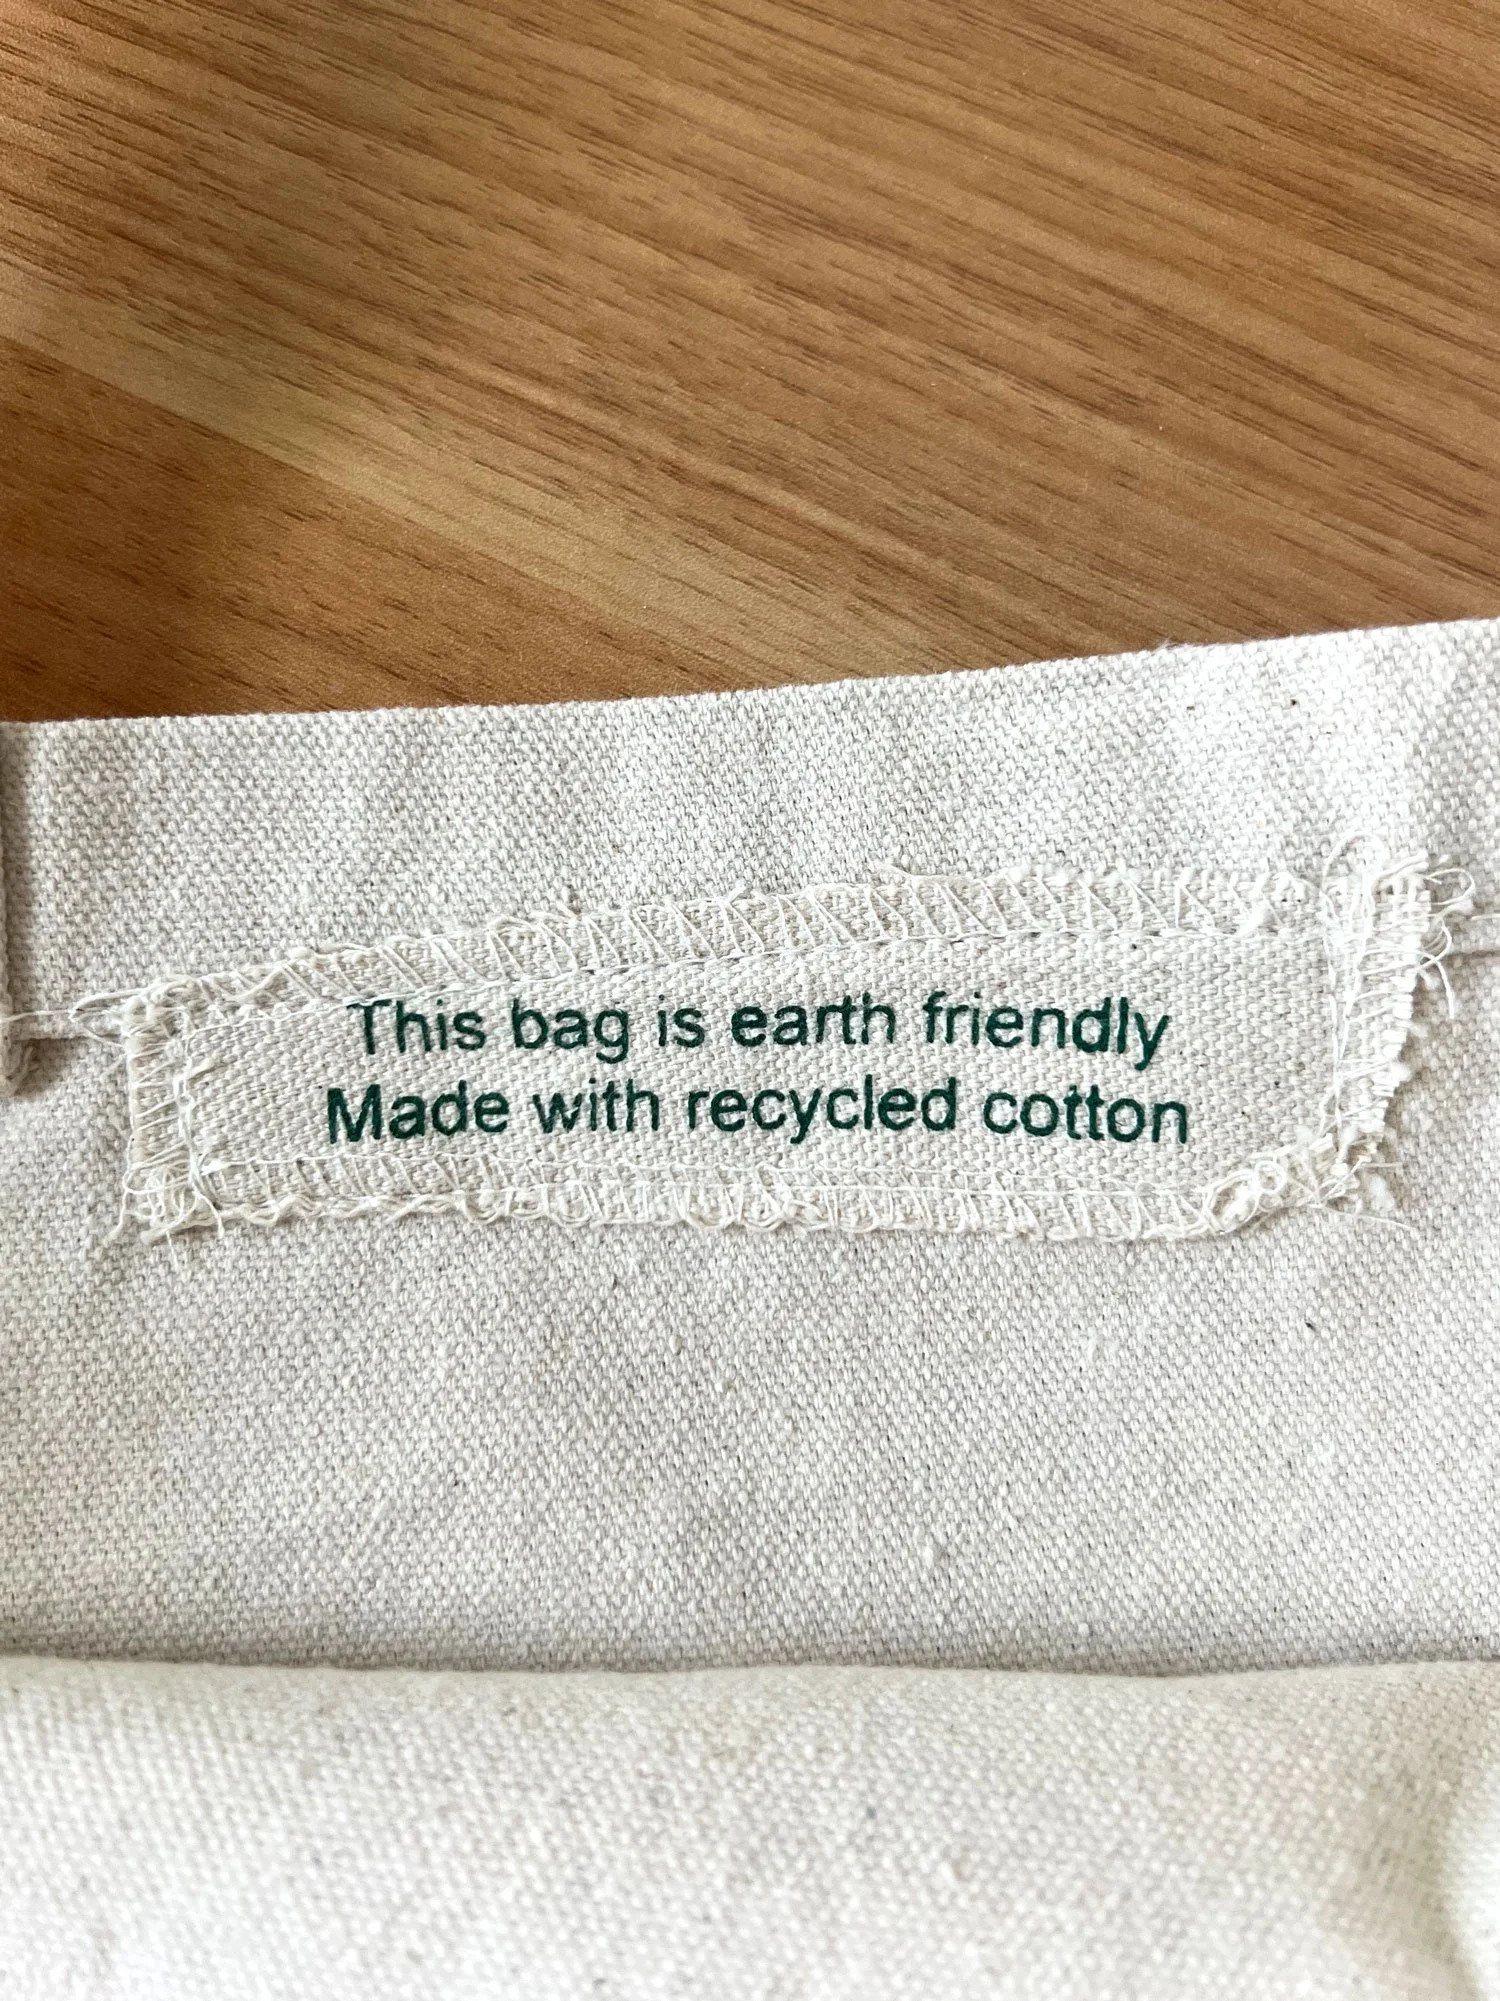 This bag is earth friendly
Made with recycled cotton